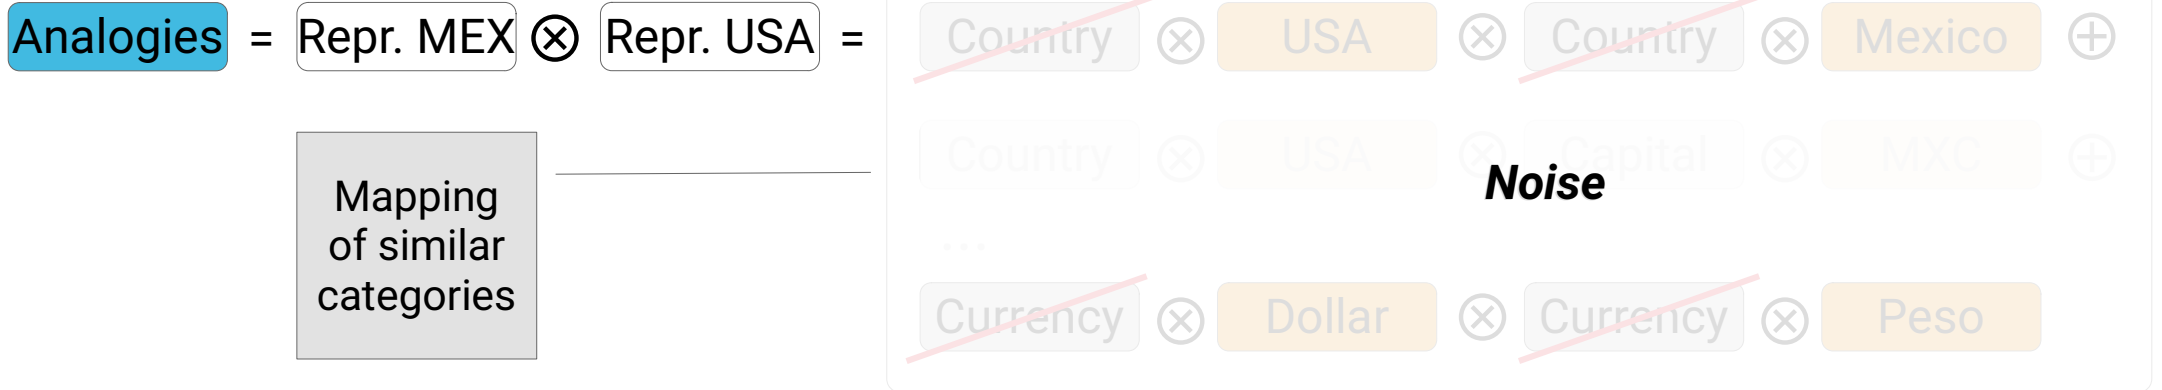 Analogies = Repr. MEX ⊗ Repr. USA = Country ⊗ USA ⊗ Country ⊗ Mexico ⊕
Country ⊗ USA ⊗ Capital ⊗ MXC ⊕
Noise
...
Mapping
of similar
categories
Currency ⊗ Dollar ⊗ Currency ⊗ Peso